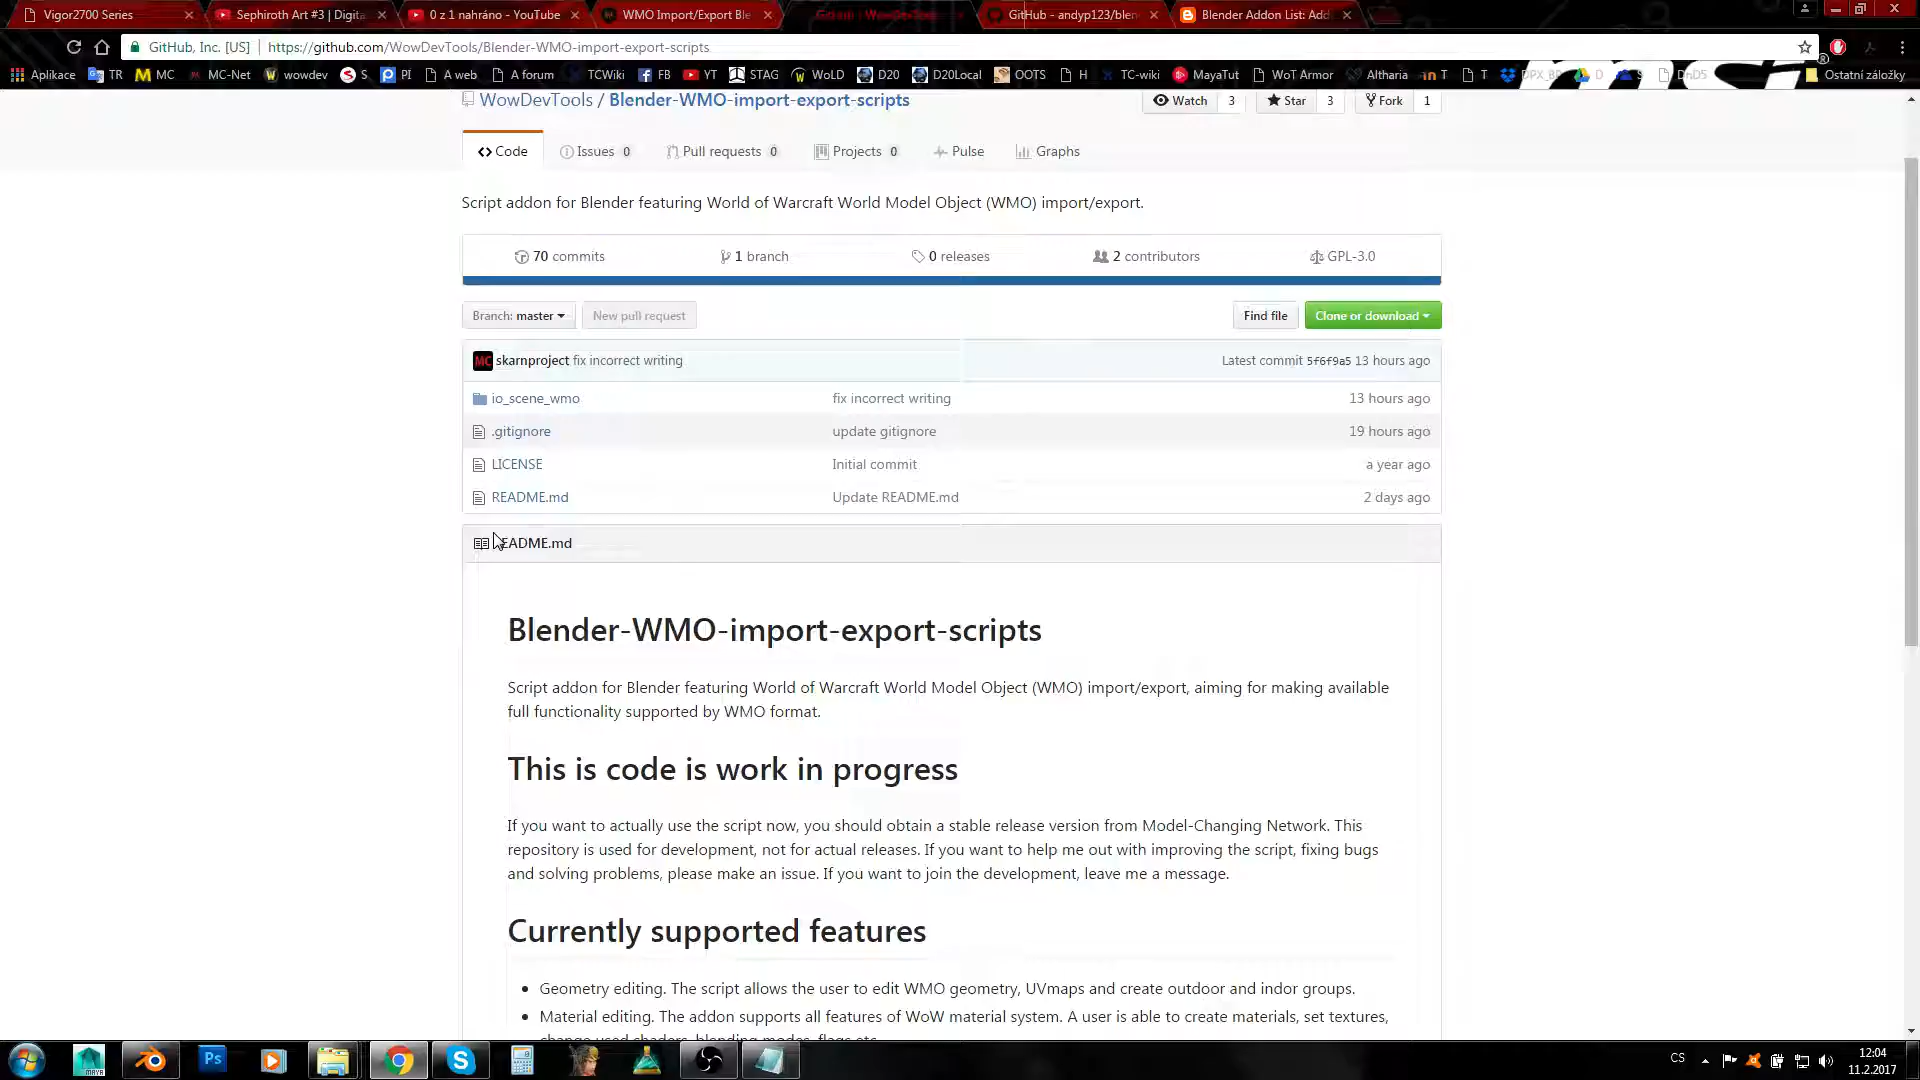 Vigor2700 Series
Sephiroth Art #3 | Digita
0 z 1 nahráno - YouTube
WMO Import/Export Ble
GitHub - WowDevTools
GitHub - andyp123/blen
Blender Addon List: Add
GitHub, Inc. [US] | https://github.com/WowDevTools/Blender-WMO-import-export-scripts
Aplikace TR MC MC-Net wowdev S PI A web A forum TCWiki FB YT STAG WoLD D20 D20Local OOTS H TC-wiki MayaTut WoT Armor Altharia T T DPX_BP D S DnD5 Ostatní záložky
WowDevTools / Blender-WMO-import-export-scripts
Watch 3 Star 3 Fork 1
Code Issues 0 Pull requests 0 Projects 0 Pulse Graphs
Script addon for Blender featuring World of Warcraft World Model Object (WMO) import/export.
70 commits 1 branch 0 releases 2 contributors GPL-3.0
Branch: master New pull request Find file Clone or download
MC skarnproject fix incorrect writing Latest commit 5f6f9a5 13 hours ago
io_scene_wmo fix incorrect writing 13 hours ago
.gitignore update gitignore 19 hours ago
LICENSE Initial commit a year ago
README.md Update README.md 2 days ago
README.md
Blender-WMO-import-export-scripts
Script addon for Blender featuring World of Warcraft World Model Object (WMO) import/export, aiming for making available
full functionality supported by WMO format.
This is code is work in progress
If you want to actually use the script now, you should obtain a stable release version from Model-Changing Network. This
repository is used for development, not for actual releases. If you want to help me out with improving the script, fixing bugs
and solving problems, please make an issue. If you want to join the development, leave me a message.
Currently supported features
Geometry editing. The script allows the user to edit WMO geometry, UVmaps and create outdoor and indor groups.
Material editing. The addon supports all features of WoW material system. A user is able to create materials, set textures,
change used shaders, blending modes, flags etc.
MAYA Ps CS 12:04
11.2.2017